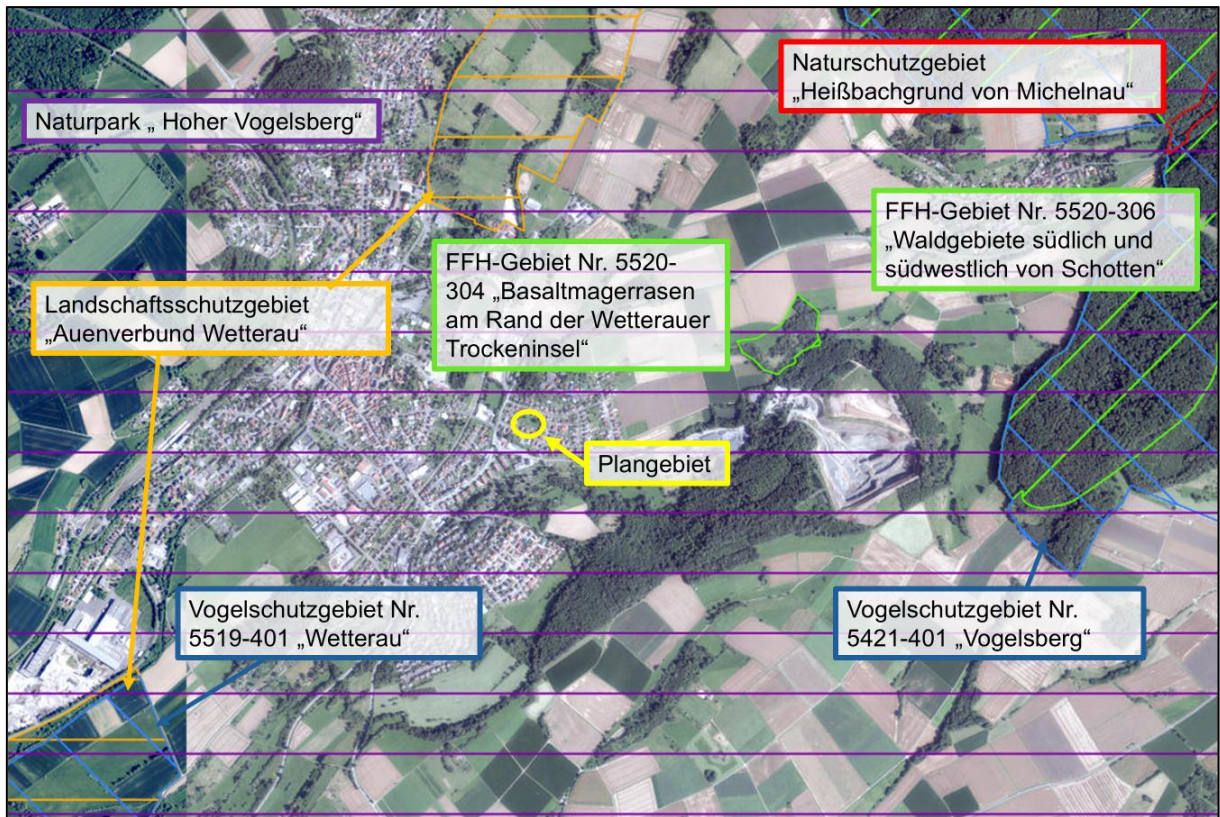 Naturschutzgebiet
„Heißbachgrund von Michelnau“
Naturpark „ Hoher Vogelsberg“
FFH-Gebiet Nr. 5520-306
„Waldgebiete südlich und
südwestlich von Schotten“
FFH-Gebiet Nr. 5520-
304 „Basaltmagerrasen
am Rand der Wetterauer
Trockeninsel“
Landschaftsschutzgebiet
„Auenverbund Wetterau“
Plangebiet
Vogelschutzgebiet Nr.
5519-401 „Wetterau“
Vogelschutzgebiet Nr.
5421-401 „Vogelsberg“